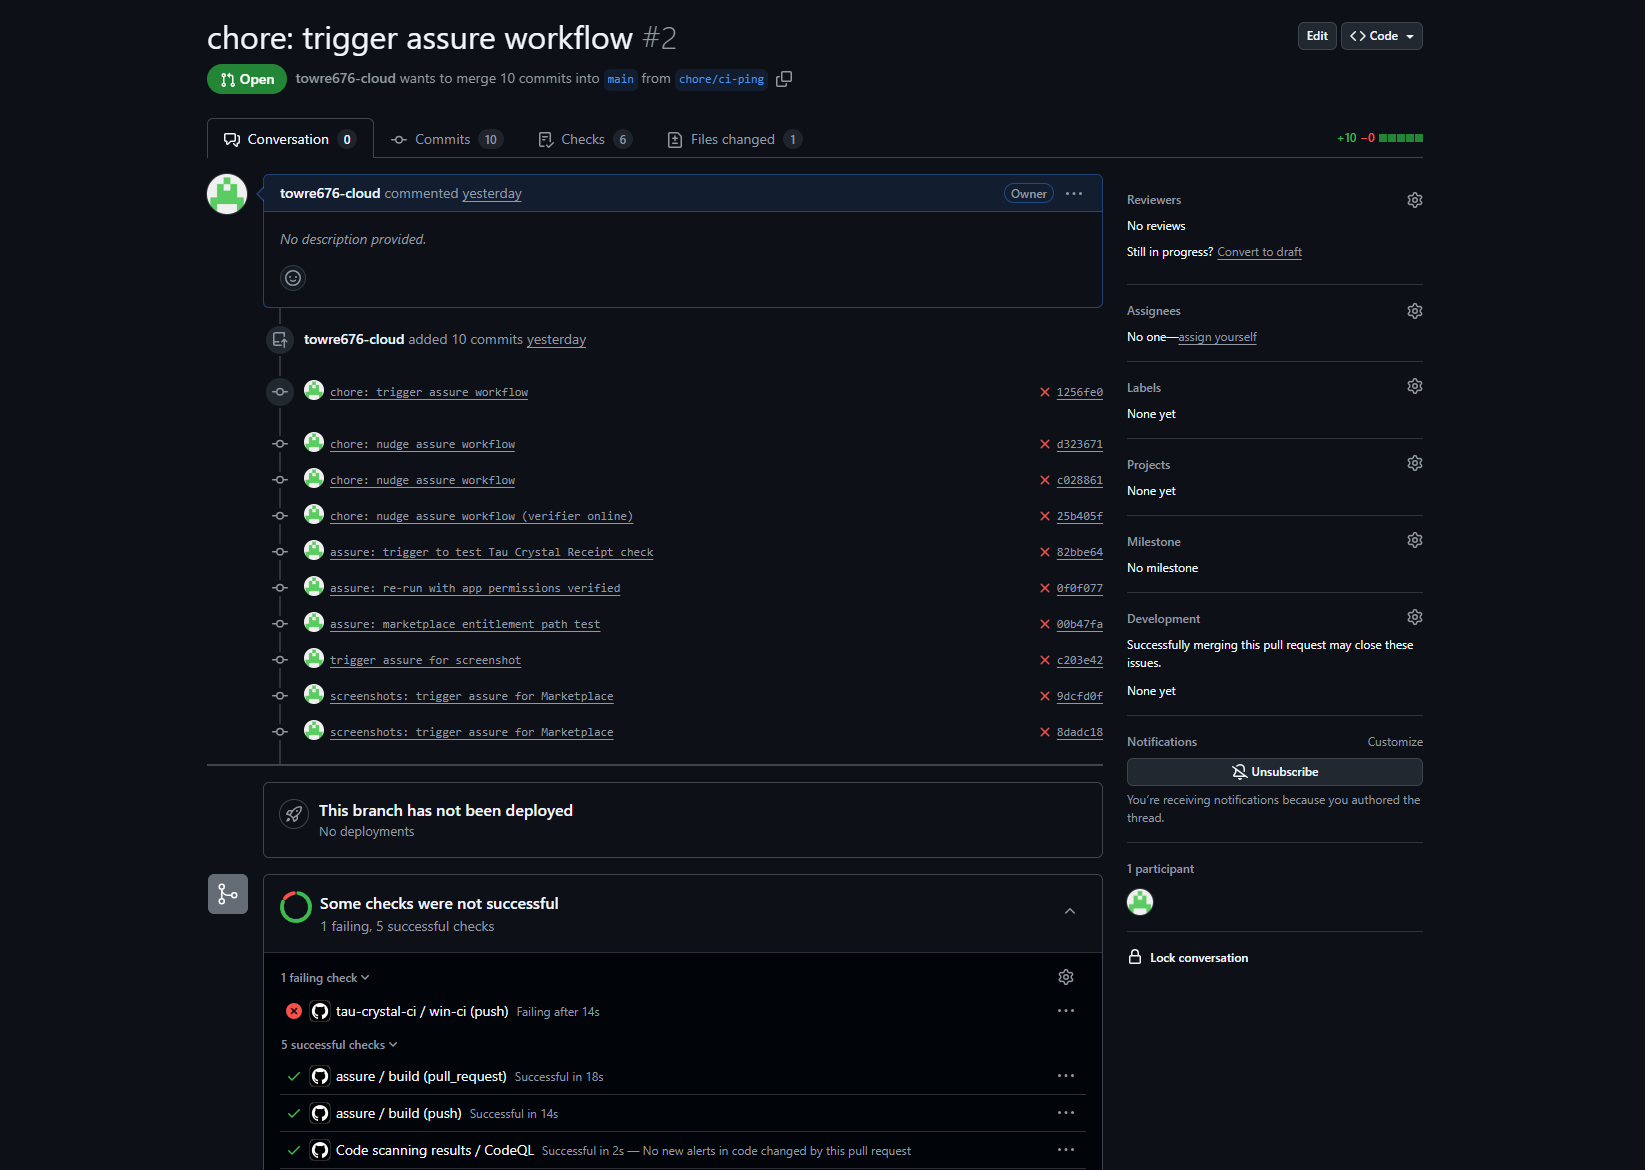 chore: trigger assure workflow #2
Edit
Code
Open
towre676-cloud wants to merge 10 commits into main from chore/ci-ping
Conversation 0
Commits 10
Checks 6
Files changed 1
+10 −0
towre676-cloud commented yesterday
Owner
No description provided.
towre676-cloud added 10 commits yesterday
chore: trigger assure workflow
1256fe0
chore: nudge assure workflow
d323671
chore: nudge assure workflow
c028861
chore: nudge assure workflow (verifier online)
25b405f
assure: trigger to test Tau Crystal Receipt check
82bbe64
assure: re-run with app permissions verified
0f0f077
assure: marketplace entitlement path test
00b47fa
trigger assure for screenshot
c203e42
screenshots: trigger assure for Marketplace
9dcfd0f
screenshots: trigger assure for Marketplace
8dadc18
This branch has not been deployed
No deployments
Some checks were not successful
1 failing, 5 successful checks
1 failing check
tau-crystal-ci / win-ci (push) Failing after 14s
5 successful checks
assure / build (pull_request) Successful in 18s
assure / build (push) Successful in 14s
Code scanning results / CodeQL Successful in 2s — No new alerts in code changed by this pull request
Reviewers
No reviews
Still in progress? Convert to draft
Assignees
No one—assign yourself
Labels
None yet
Projects
None yet
Milestone
No milestone
Development
Successfully merging this pull request may close these
issues.
None yet
Notifications
Customize
Unsubscribe
You're receiving notifications because you authored the
thread.
1 participant
Lock conversation